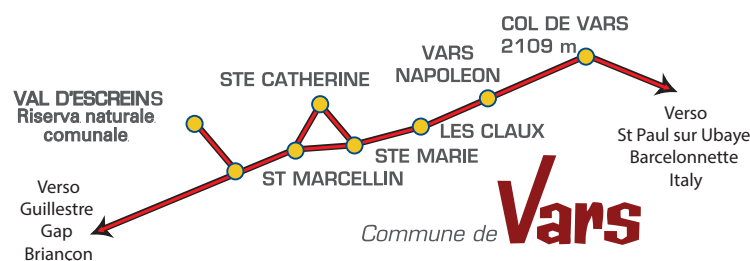 COL DE VARS
2109 m
VARS
NAPOLEON
STE CATHERINE
VAL D'ESCREINS
Riserva naturale
comunale
LES CLAUX
STE MARIE
ST MARCELLIN
Verso
St Paul sur Ubaye
Barcelonnette
Italy
Verso
Guillestre
Gap
Briançon
Commune de Vars